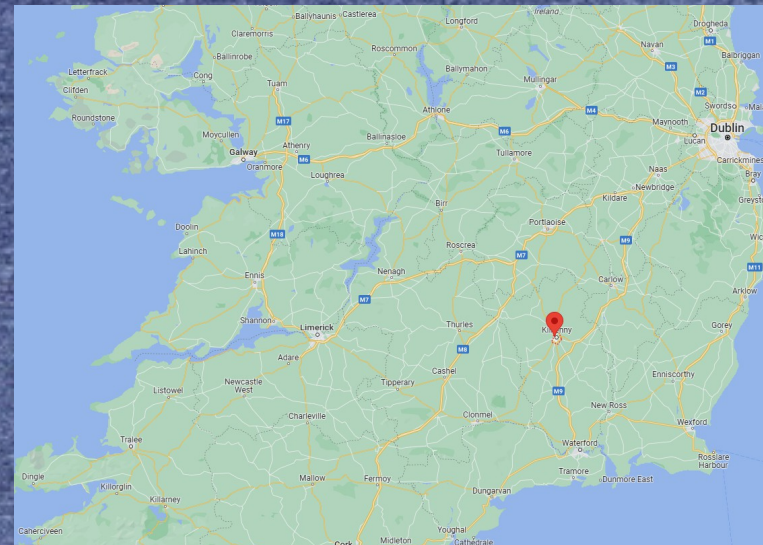 Ballyhaunis
Castlerea
Longford
Ireland
Drogheda
Claremorris
Roscommon
Navan
M1
Balbriggan
Ballinrobe
Letterfrack
Cong
Ballymahon
Mullingar
M3
Clifden
Tuam
M2
Athlone
M4
Swords
Roundstone
M17
Maynooth
Dublin
Moycullen
Ballinasloe
M6
Lucan
Galway
Athenry
M6
Tullamore
Carrickmines
Oranmore
Loughrea
Naas
Bray
Newbridge
Kildare
Birr
Doolin
Portlaoise
M18
M9
Lahinch
Roscrea
M7
M11
Ennis
Nenagh
Carlow
Arklow
M7
Shannon
Limerick
Thurles
Gorey
M8
Adare
Cashel
Enniscorthy
Newcastle
West
Tipperary
M9
Listowel
New Ross
Charleville
Clonmel
Wexford
Tralee
Waterford
Rosslare
Harbour
Dingle
Mallow
Fermoy
Tramore
Dunmore East
Killorglin
Dungarvan
Killarney
Caherciveen
Youghal
Cork
Midleton